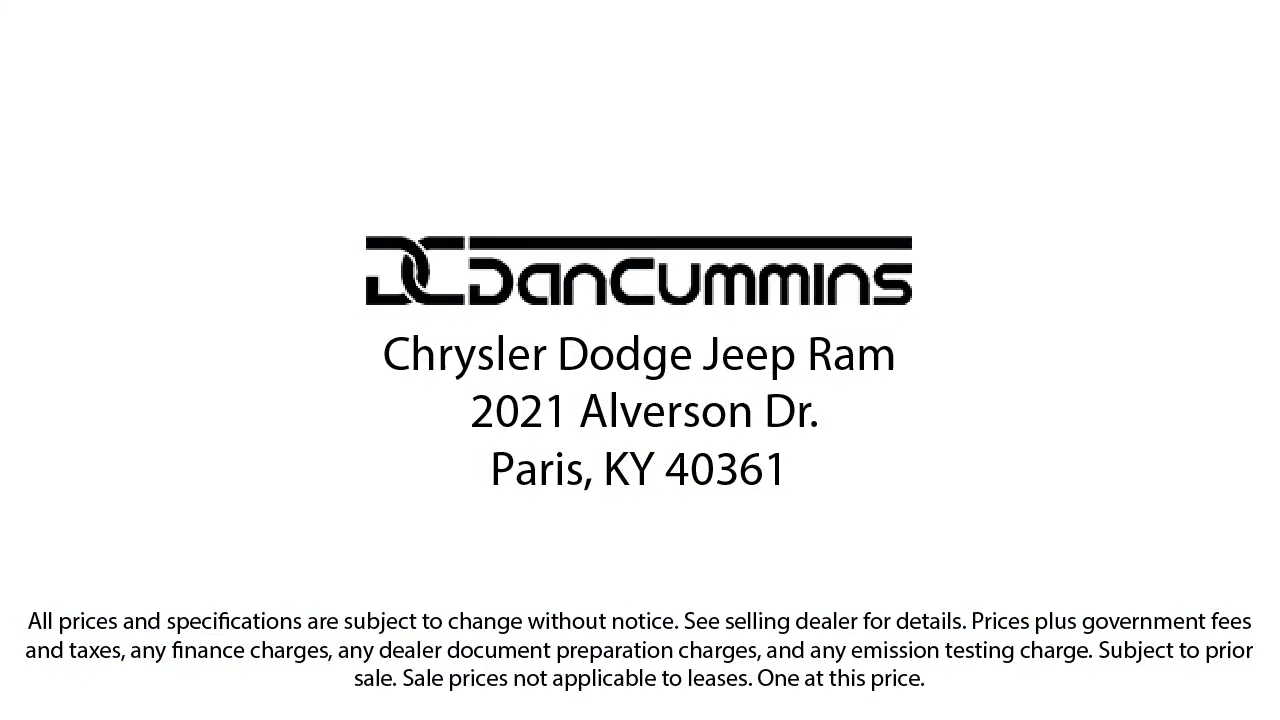 DC DanCummins
Chrysler Dodge Jeep Ram
2021 Alverson Dr.
Paris, KY 40361
All prices and specifications are subject to change without notice. See selling dealer for details. Prices plus government fees
and taxes, any finance charges, any dealer document preparation charges, and any emission testing charge. Subject to prior
sale. Sale prices not applicable to leases. One at this price.